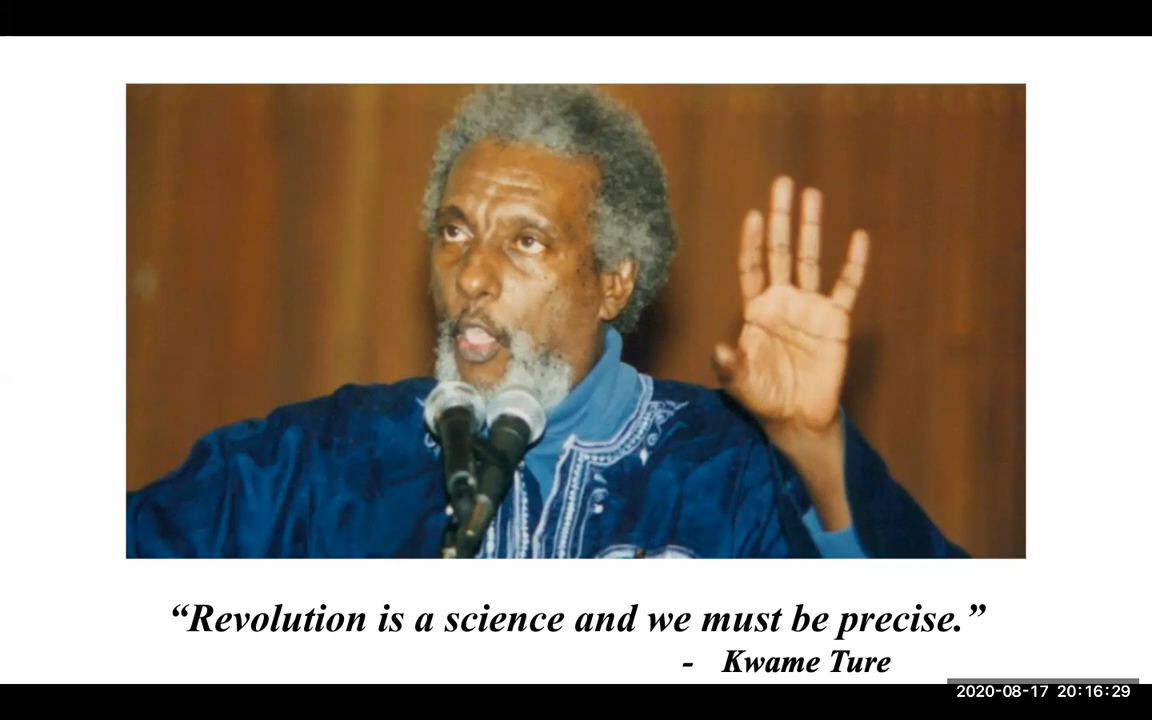 “Revolution is a science and we must be precise.”
- Kwame Ture
2020-08-17 20:16:29